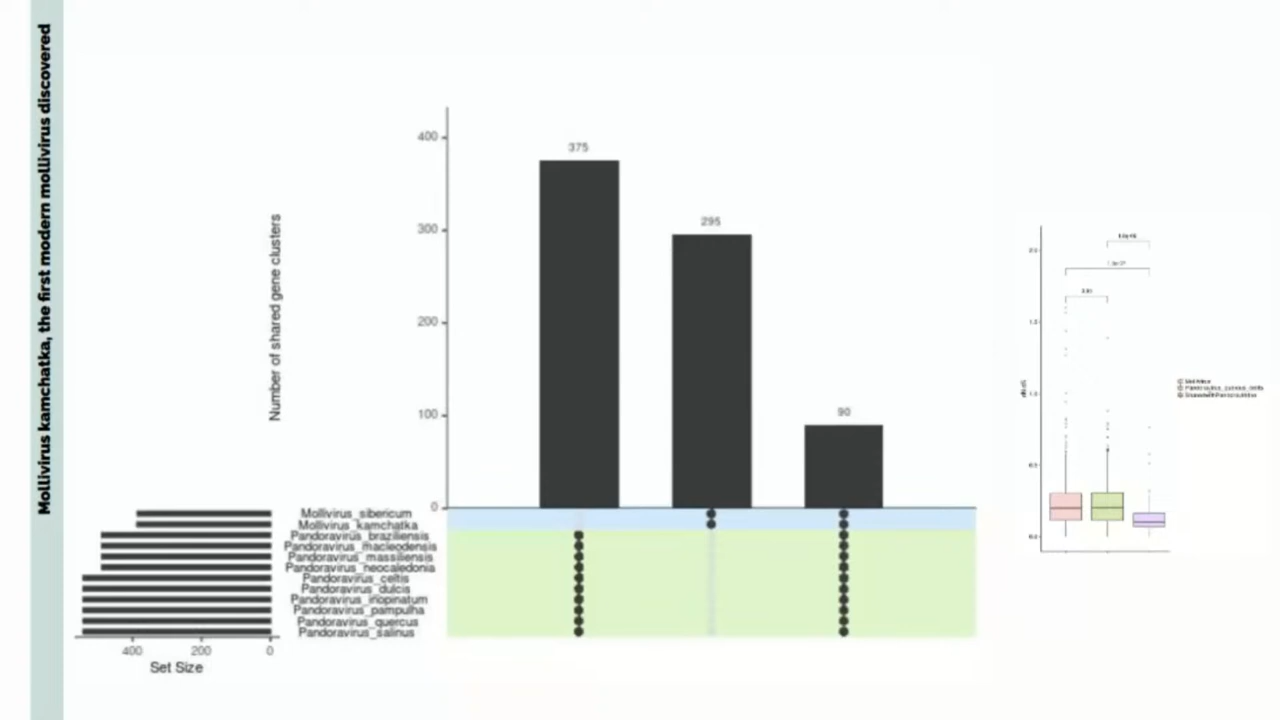 Mollivirus kamchatka, the first modern mollivirus discovered
Number of shared gene clusters
400
300
200
100
0
375
295
90
Mollivirus_sibericum
Mollivirus_kamchatka
Pandoravirus_braziliensis
Pandoravirus_macleodensis
Pandoravirus_massiliensis
Pandoravirus_neocaledonia
Pandoravirus_celtis
Pandoravirus_dulcis
Pandoravirus_inopinatum
Pandoravirus_pampulha
Pandoravirus_quercus
Pandoravirus_salinus
400 200 0
Set Size